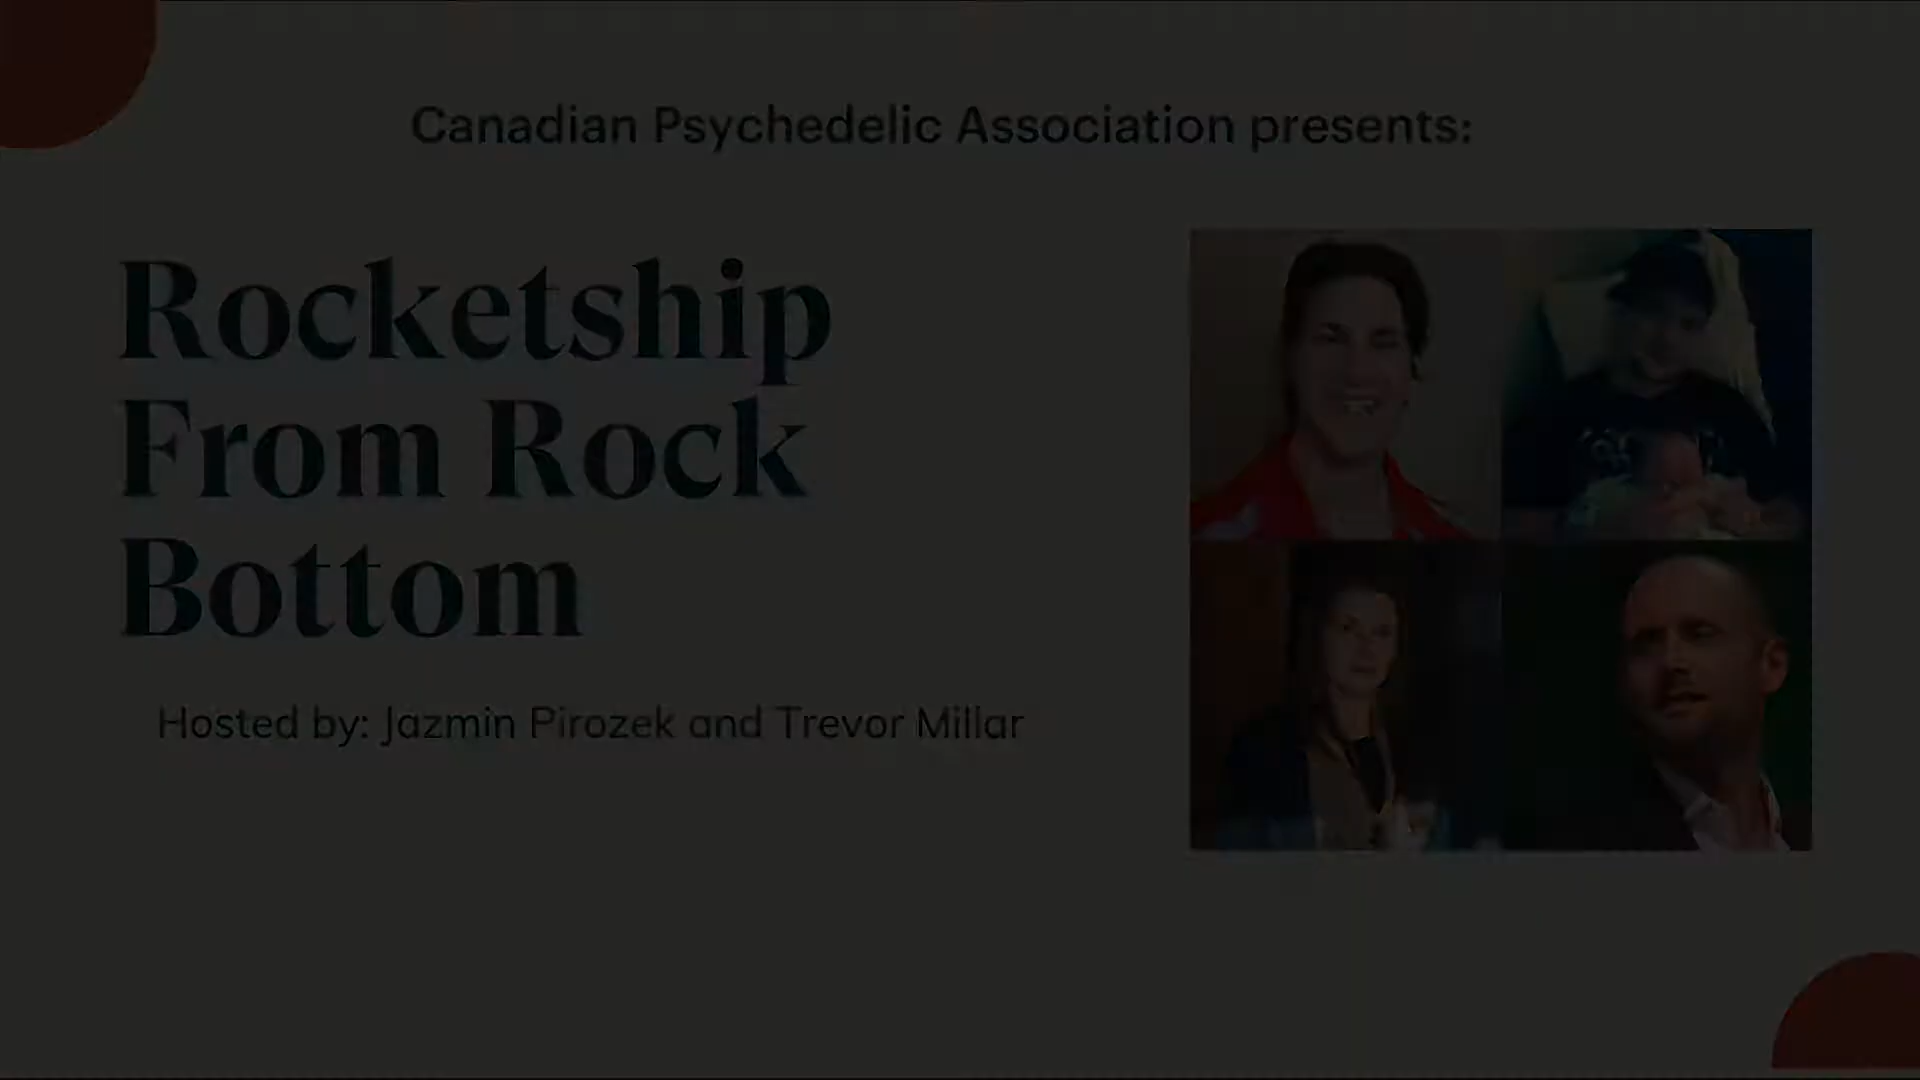 Canadian Psychedelic Association presents:
Rocketship
From Rock
Bottom
Hosted by: Jazmin Pirozek and Trevor Millar